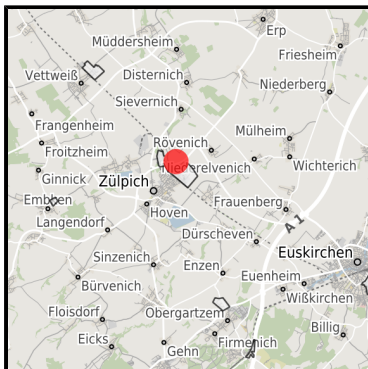 Erp
Müddersheim
Friesheim
Vettweiß
Disternich
Niederberg
Sievernich
Frangenheim
Mülheim
Rövenich
Froitzheim
Niederelvenich
Wichterich
Ginnick
Zülpich
Embken
Hoven
Frauenberg
Langendorf
A 1
Dürscheven
Euskirchen
Sinzenich
Enzen
Euenheim
Bürvenich
Wißkirchen
Floisdorf
Obergartzem
Billig
Eicks
Firmenich
Gehn